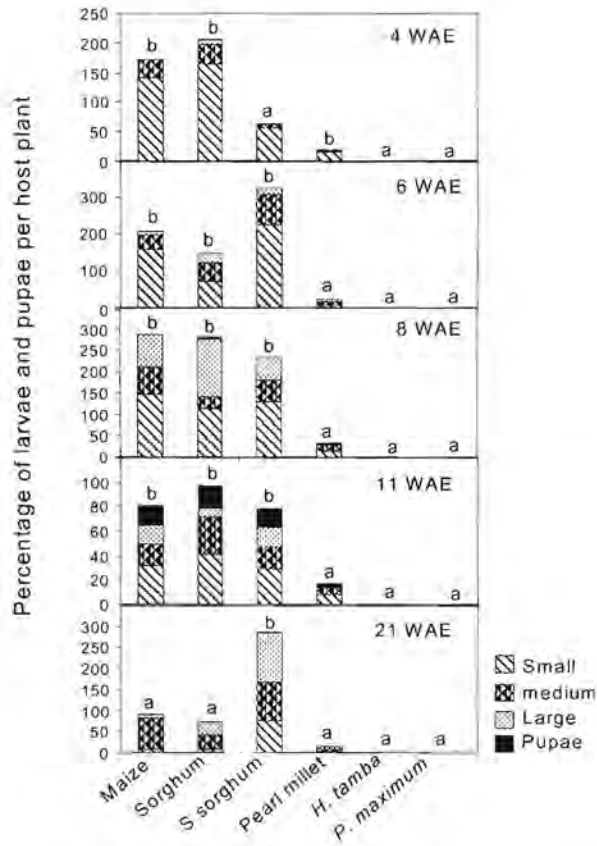 Percentage of larvae and pupae per host plant
4 WAE
250
200
150
100
50
0
b
b
a
b
a
a
6 WAE
300
200
100
0
b
b
b
a
a
a
8 WAE
300
250
200
150
100
50
0
b
b
b
a
a
a
11 WAE
100
80
60
40
20
0
b
b
b
a
a
a
21 WAE
300
250
200
150
100
50
0
a
a
b
a
a
a
Maize
Sorghum
S sorghum
Pearl millet
H. tamba
P. maximum
Small
medium
Large
Pupae